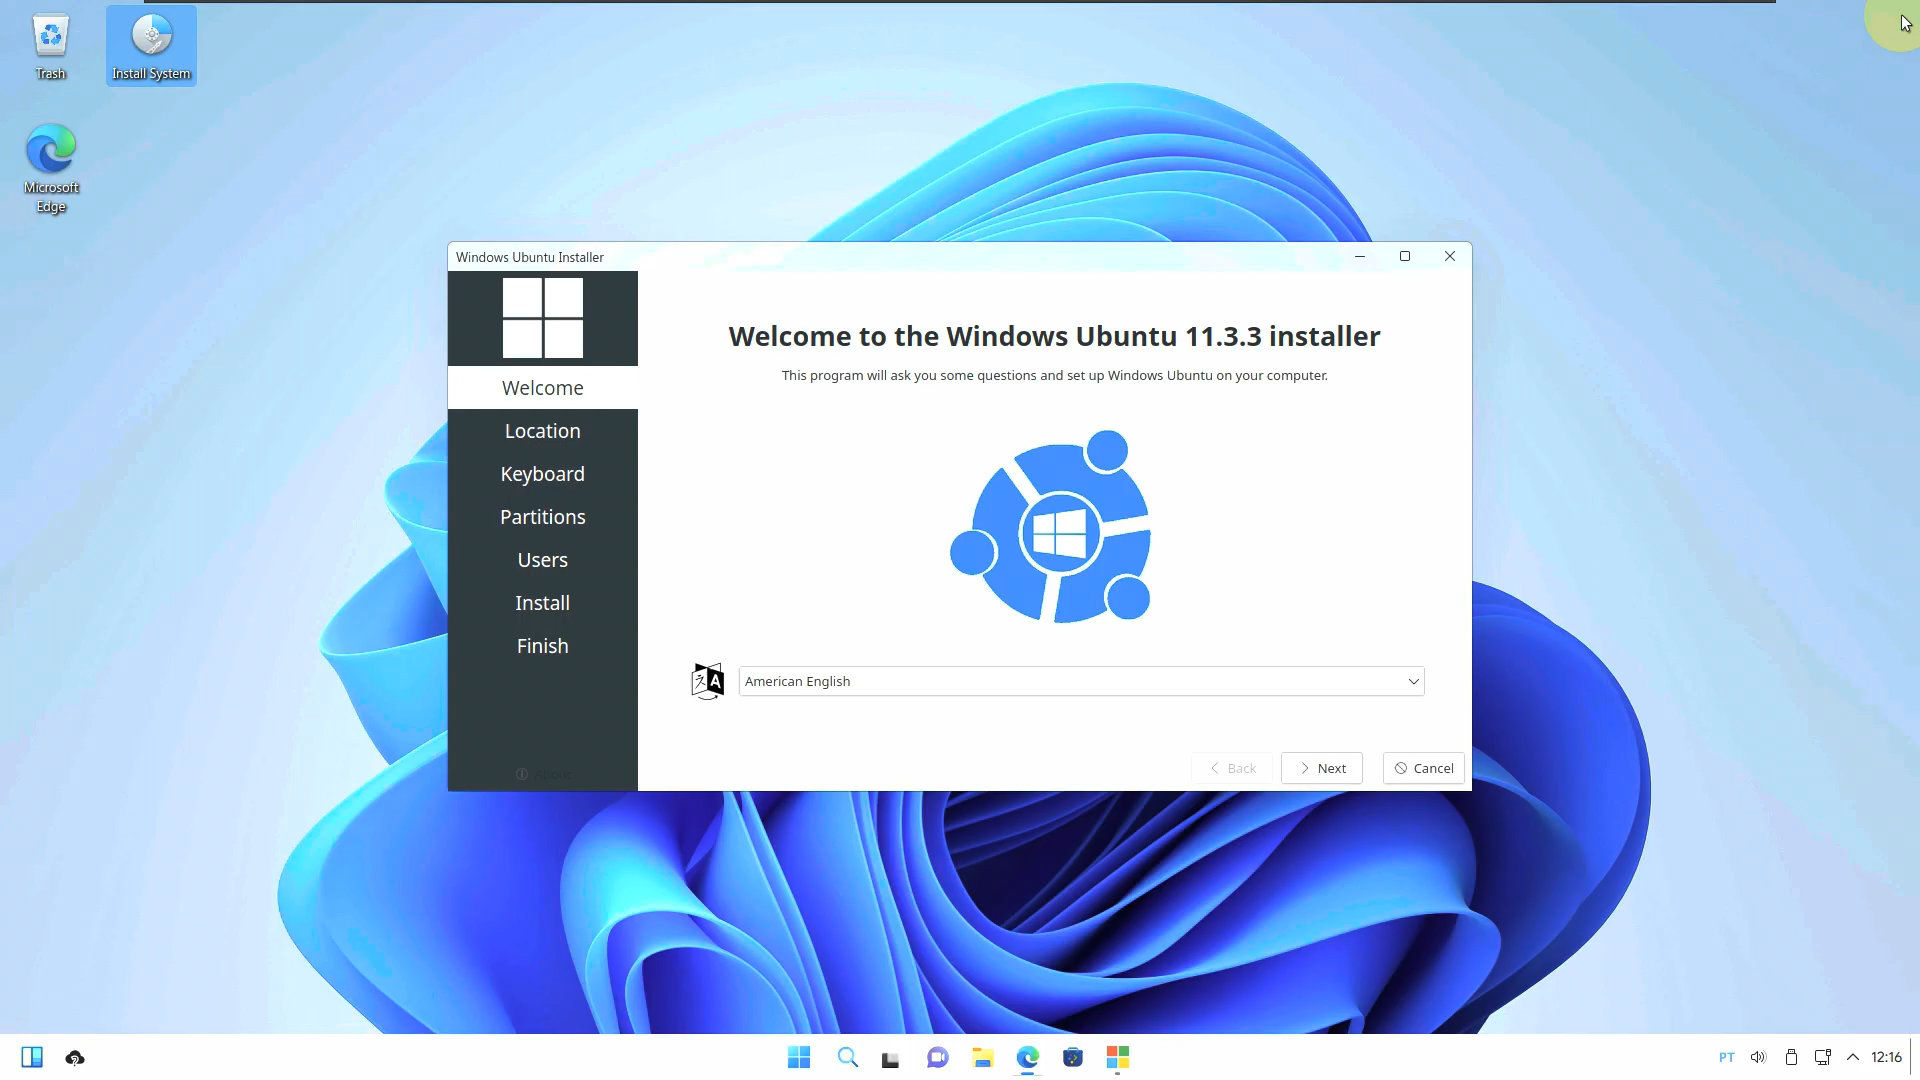 Trash
Install System
Microsoft
Edge
Windows Ubuntu Installer
Welcome to the Windows Ubuntu 11.3.3 installer
This program will ask you some questions and set up Windows Ubuntu on your computer.
Welcome
Location
Keyboard
Partitions
Users
Install
Finish
About
American English
Back
Next
Cancel
PT
12:16